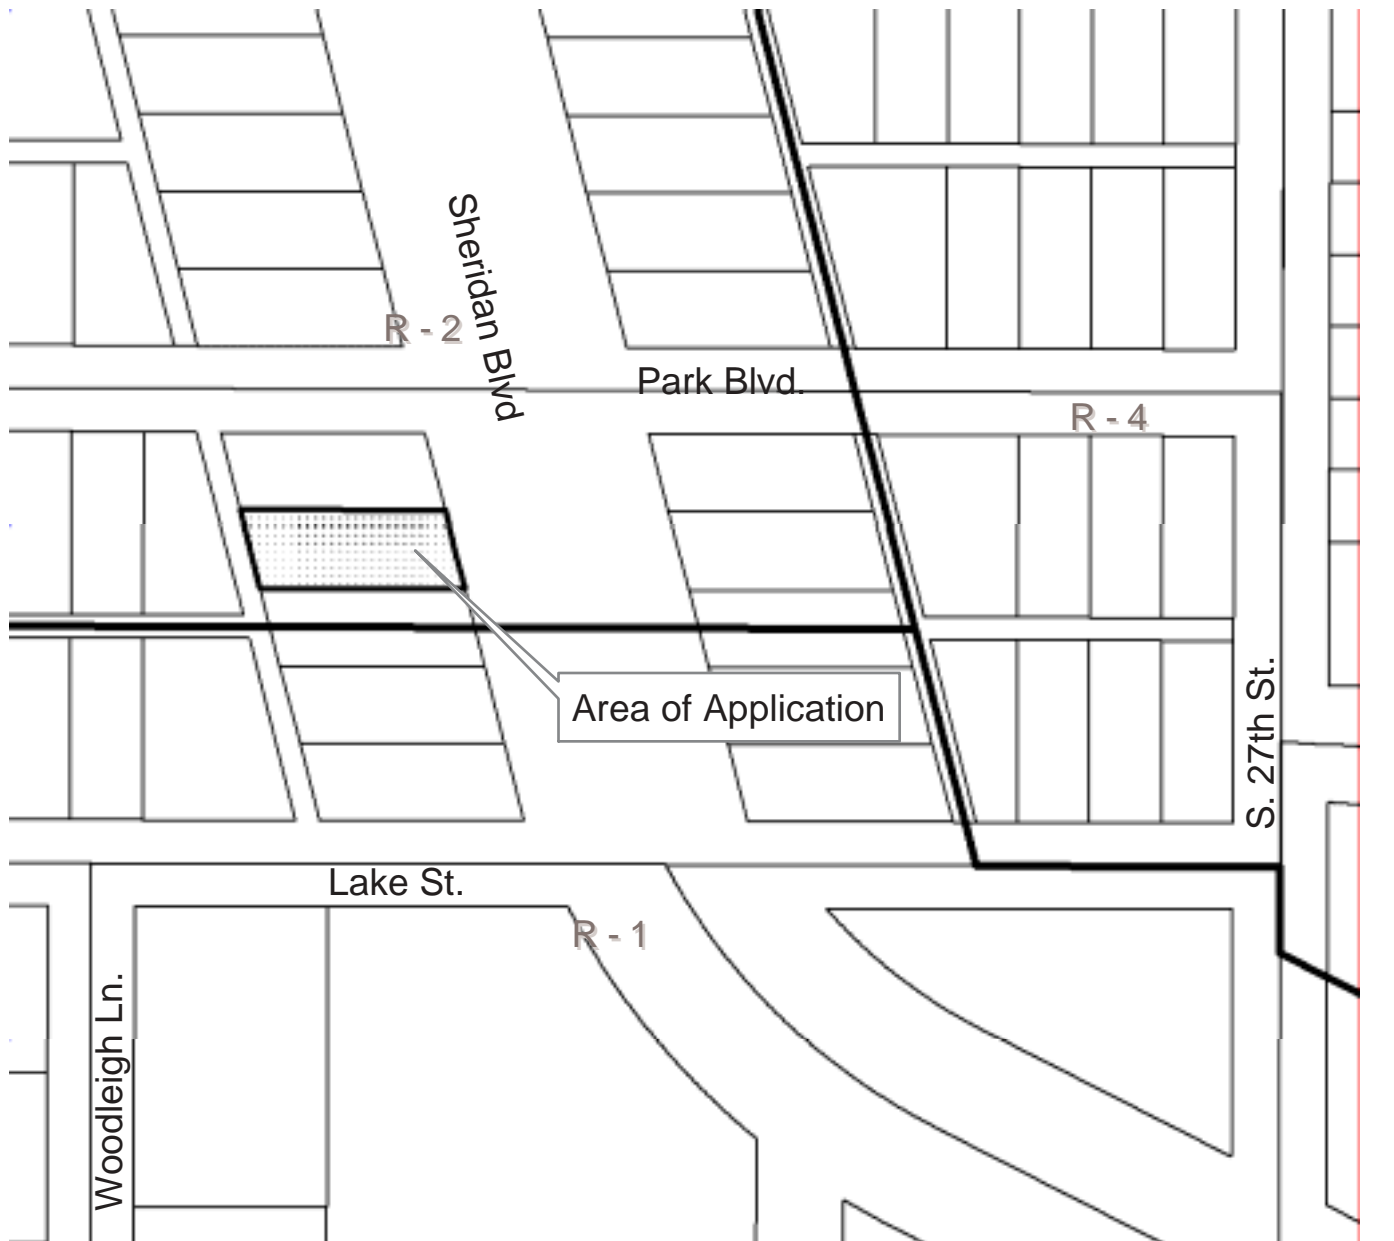 Sheridan Blvd
R - 2
Park Blvd.
R - 4
Area of Application
S. 27th St.
Lake St.
R - 1
Woodleigh Ln.